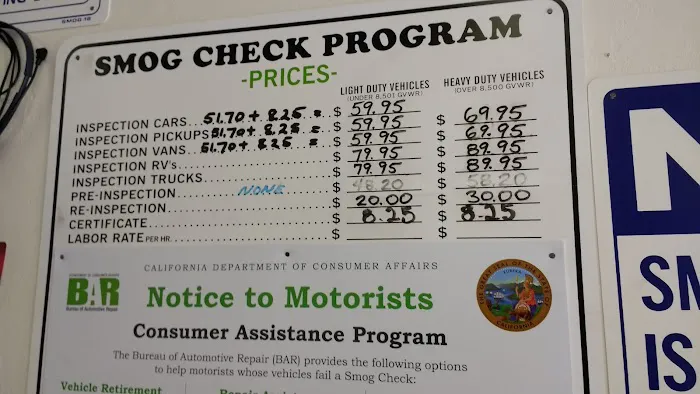 SMOG 18
SMOG CHECK PROGRAM
-PRICES-
LIGHT DUTY VEHICLES HEAVY DUTY VEHICLES
(UNDER 8,501 GVWR) (OVER 8,500 GVWR)
INSPECTION CARS... 51.70 + 8.25 = $ 59.95
INSPECTION PICKUPS 51.70 + 8.25 = $ 59.95 $ 69.95
INSPECTION VANS... 51.70 + 8.25 = $ 59.95 $ 69.95
INSPECTION RV's................ $ 79.95 $ 89.95
INSPECTION TRUCKS................ $ 79.95 $ 89.95
PRE-INSPECTION........ NONE ........ $ 48.20 $ 58.20
RE-INSPECTION................ $ 20.00 $ 30.00
CERTIFICATE................ $ 8.25 $ 8.25
LABOR RATE PER HR................ $ $
CALIFORNIA DEPARTMENT OF CONSUMER AFFAIRS
BAR
Bureau of Automotive Repair
Notice to Motorists
Consumer Assistance Program
The Bureau of Automotive Repair (BAR) provides the following options
to help motorists whose vehicles fail a Smog Check:
Vehicle Retirement
N
SM
IS